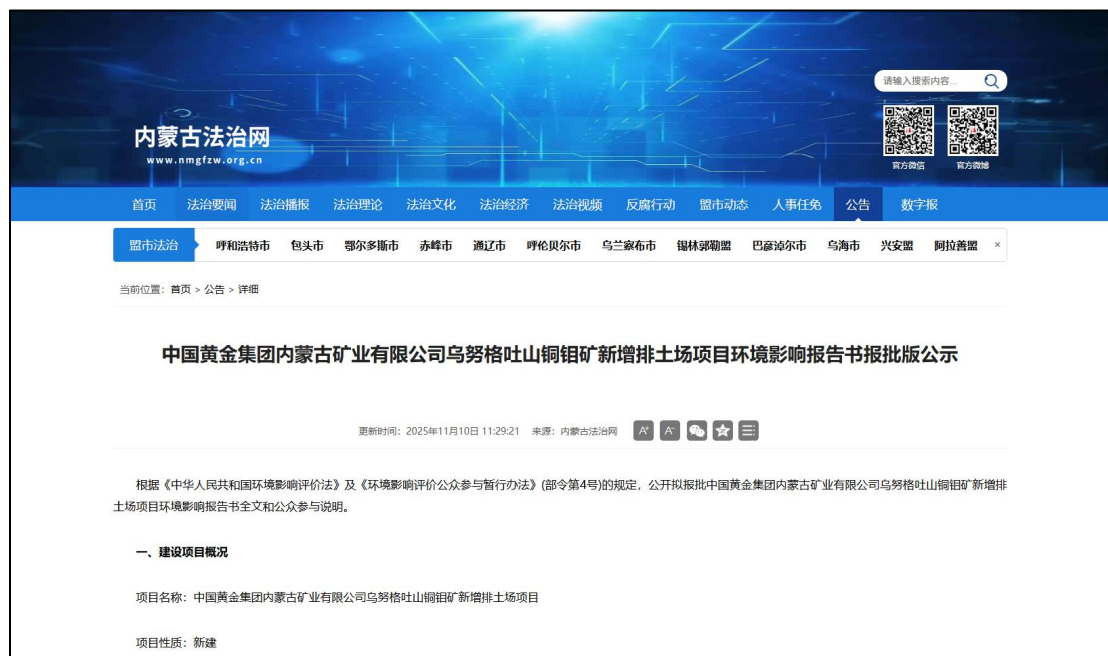 请输入搜索内容...
内蒙古法治网
www.nmgfzw.org.cn
官方微信 官方微博
首页 法治要闻 法治播报 法治理论 法治文化 法治经济 法治视频 反腐行动 盟市动态 人事任免 公告 数字报
盟市法治 呼和浩特市 包头市 鄂尔多斯市 赤峰市 通辽市 呼伦贝尔市 乌兰察布市 锡林郭勒盟 巴彦淖尔市 乌海市 兴安盟 阿拉善盟 ×
当前位置：首页 > 公告 > 详细
中国黄金集团内蒙古矿业有限公司乌努格吐山铜钼矿新增排土场项目环境影响报告书报批版公示
更新时间：2025年11月10日 11:29:21 来源：内蒙古法治网 A+ A-
根据《中华人民共和国环境影响评价法》及《环境影响评价公众参与暂行办法》(部令第4号)的规定，公开拟报批中国黄金集团内蒙古矿业有限公司乌努格吐山铜钼矿新增排
土场项目环境影响报告书全文和公众参与说明。
一、建设项目概况
项目名称：中国黄金集团内蒙古矿业有限公司乌努格吐山铜钼矿新增排土场项目
项目性质：新建